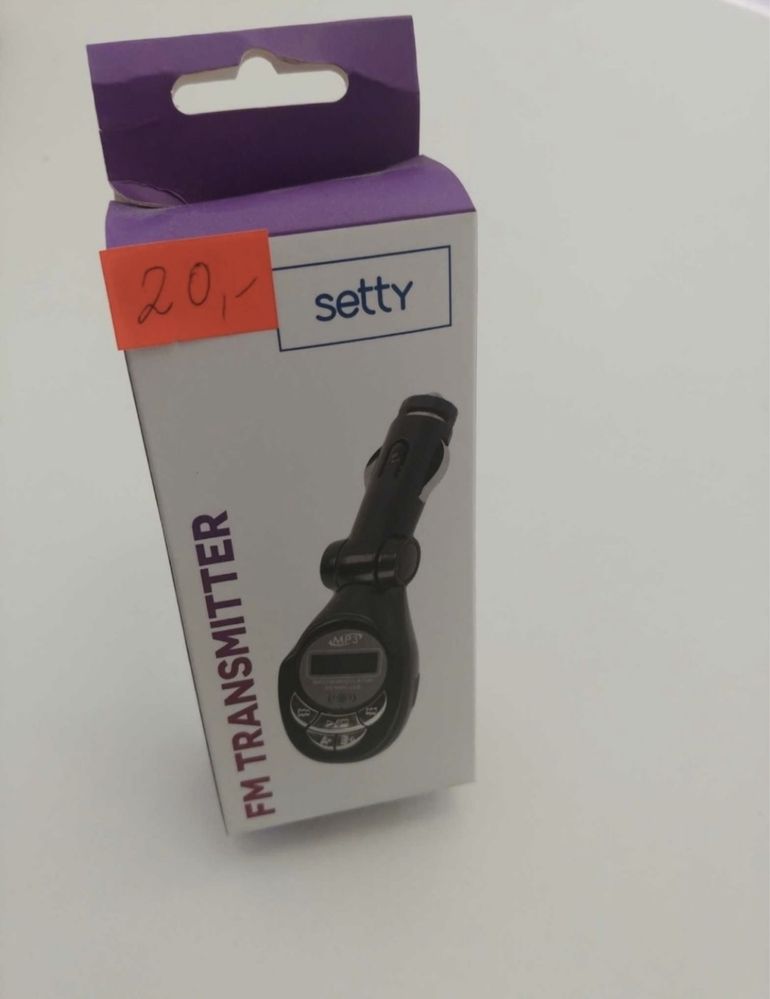 20,-
setty
FM TRANSMITTER
MP3